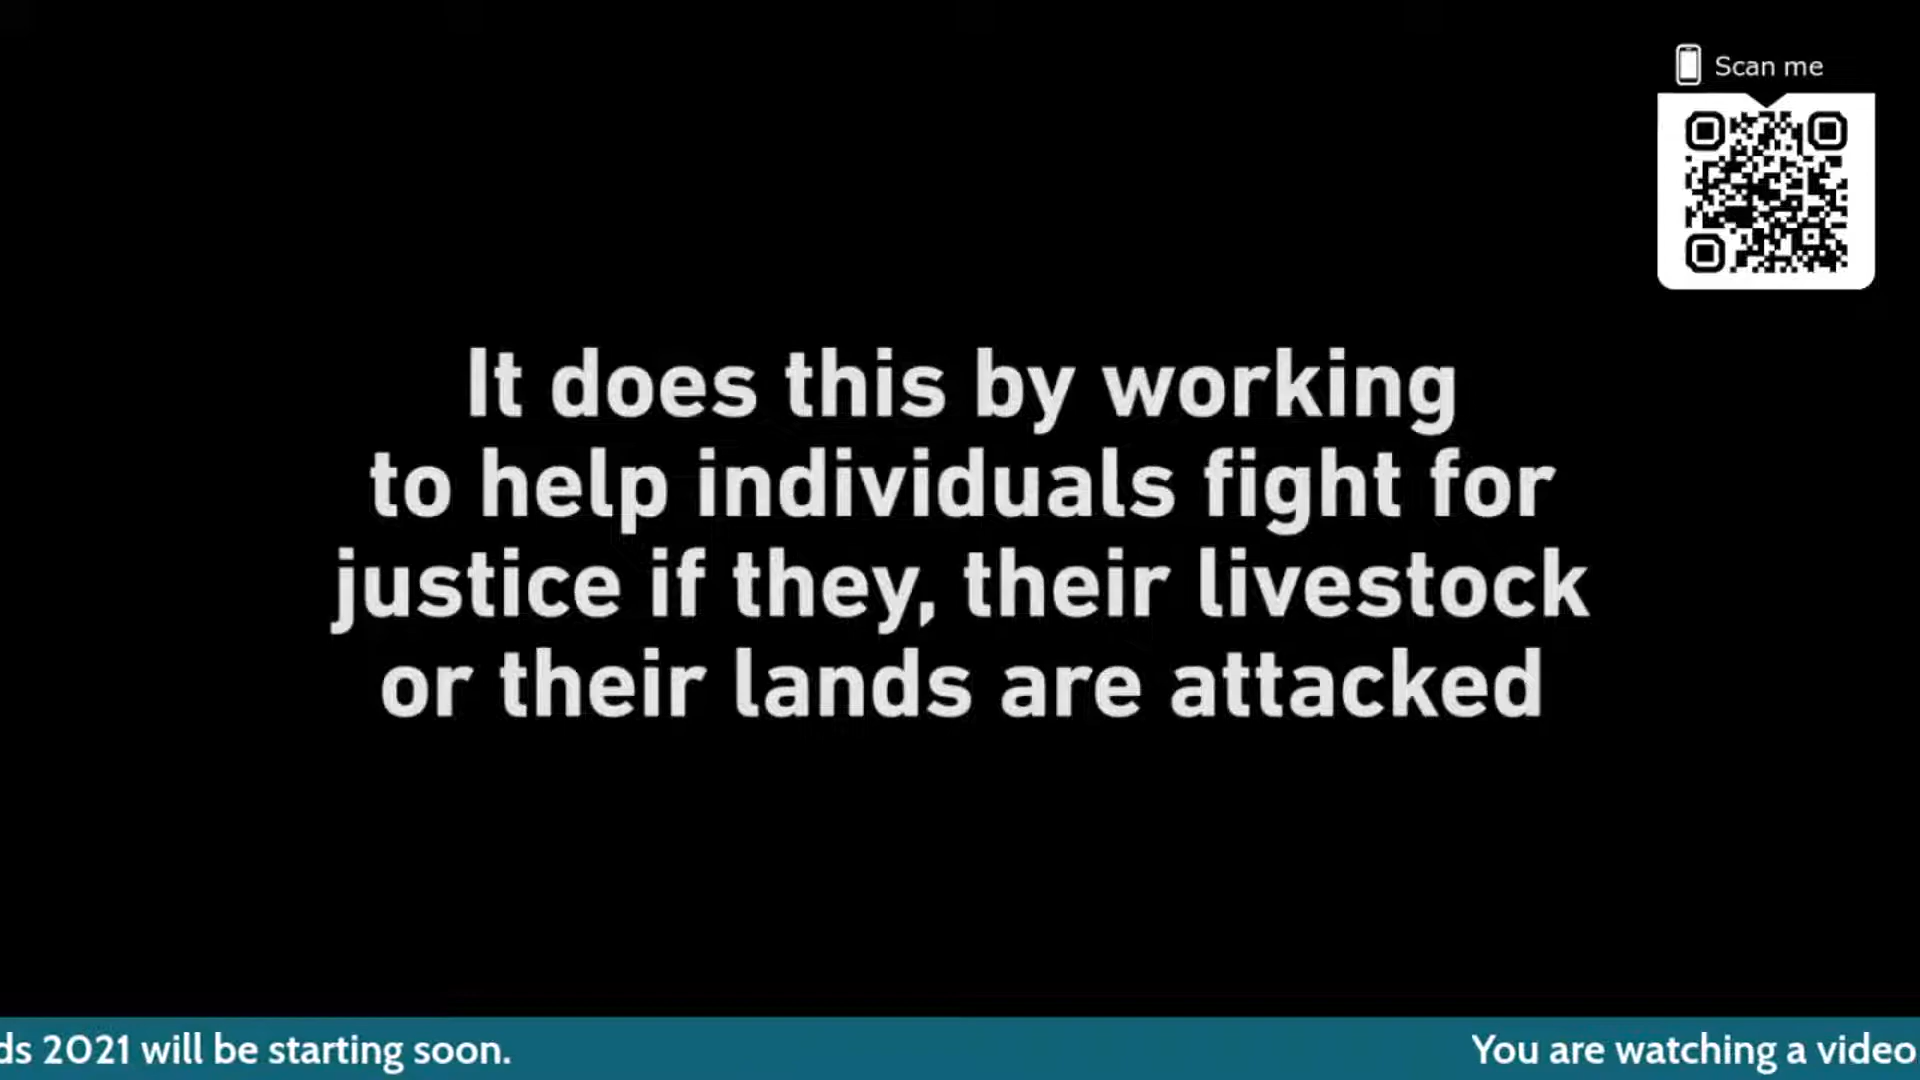 Scan me
It does this by working
to help individuals fight for
justice if they, their livestock
or their lands are attacked
ds 2021 will be starting soon.
You are watching a video